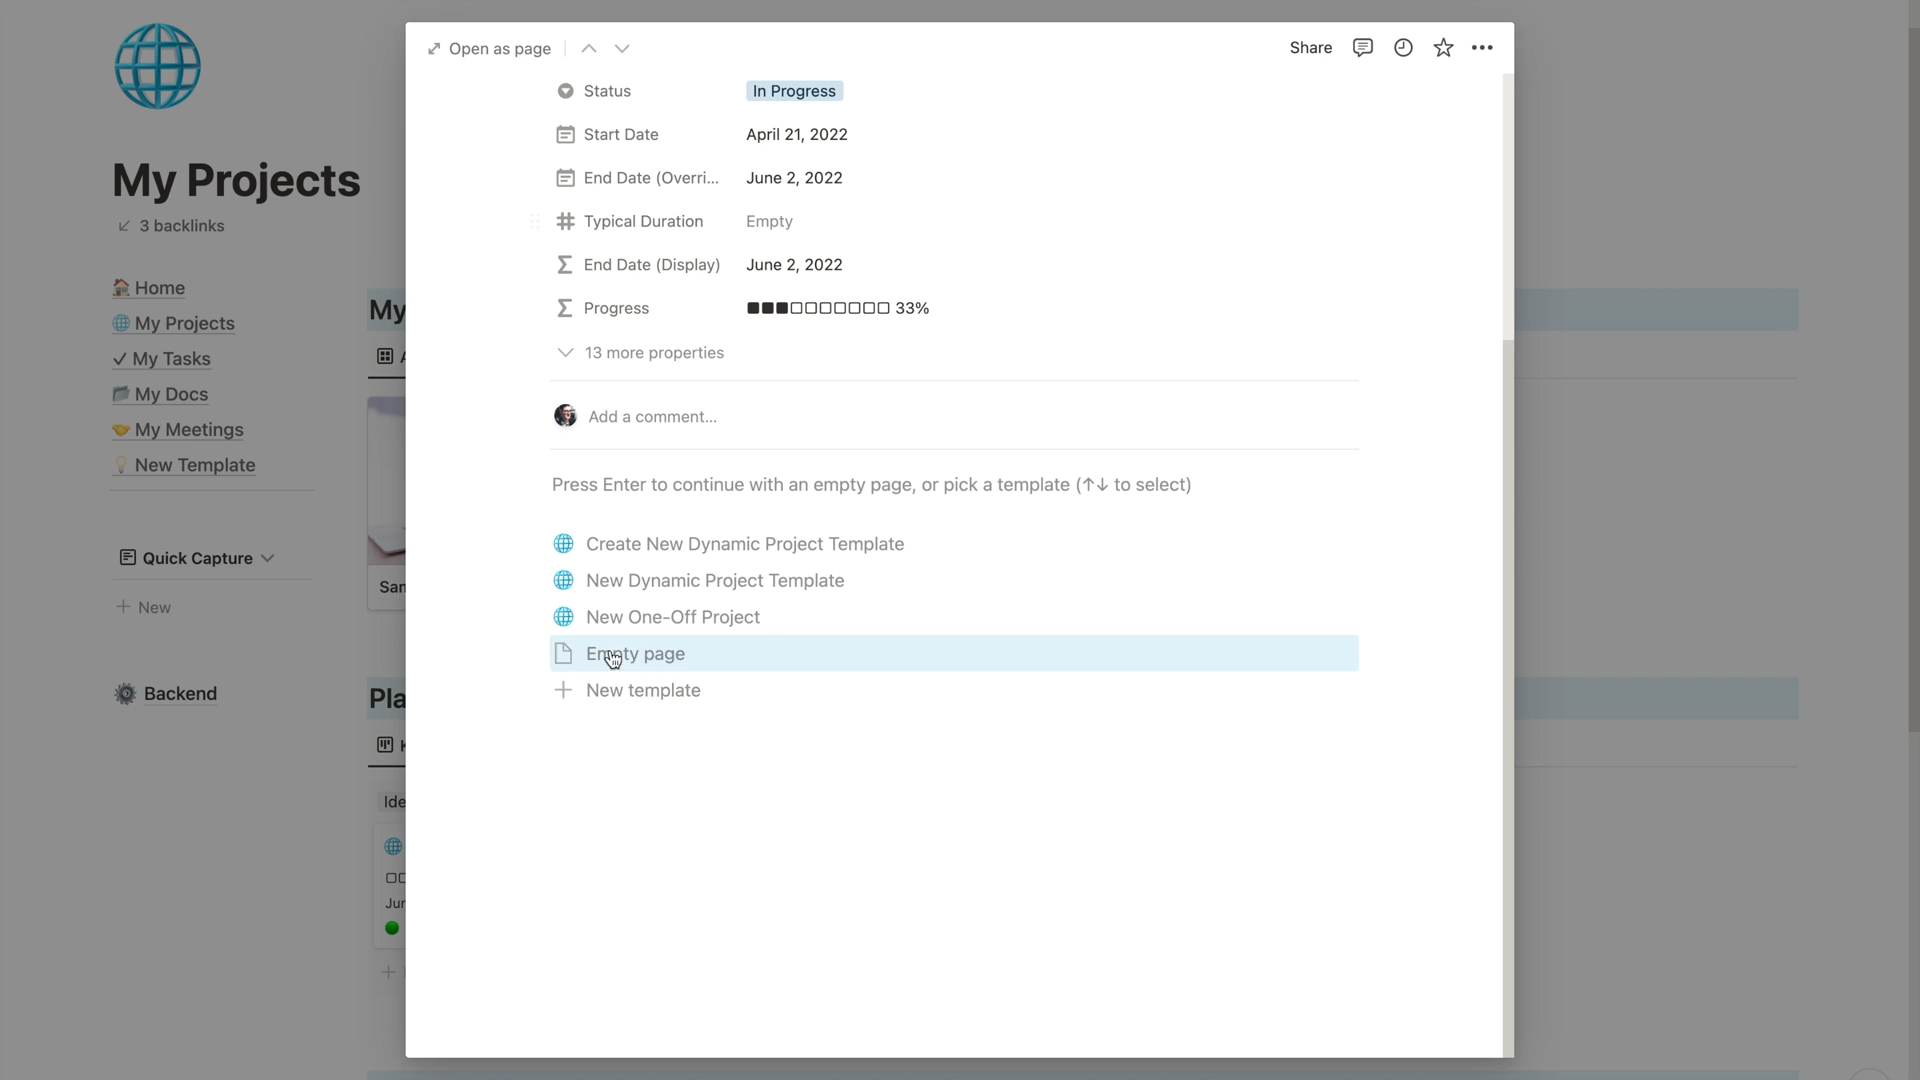 Open as page
Share
Status
In Progress
Start Date
April 21, 2022
End Date (Overri...
June 2, 2022
Typical Duration
Empty
End Date (Display)
June 2, 2022
Progress
33%
13 more properties
Add a comment...
Press Enter to continue with an empty page, or pick a template (↑↓ to select)
Create New Dynamic Project Template
New Dynamic Project Template
New One-Off Project
Empty page
New template
My Projects
3 backlinks
Home
My Projects
My Tasks
My Docs
My Meetings
New Template
Quick Capture
New
Backend
My
San
Pla
Ide
Jur